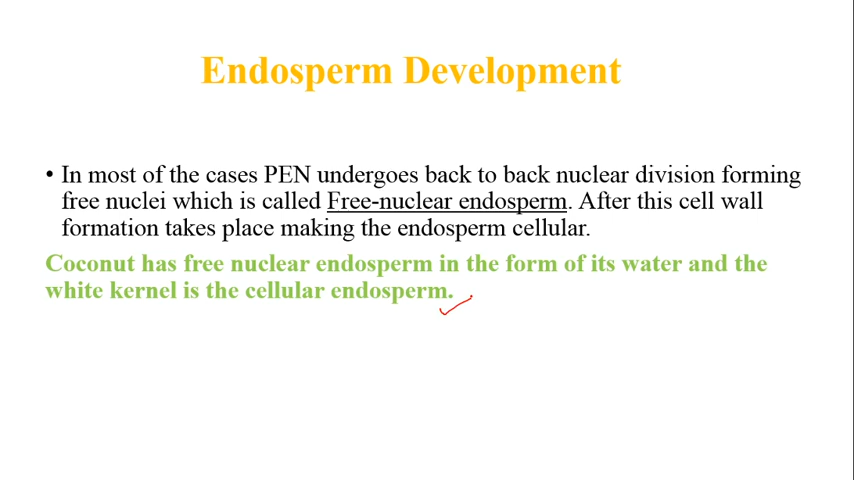 Endosperm Development
• In most of the cases PEN undergoes back to back nuclear division forming
free nuclei which is called Free-nuclear endosperm. After this cell wall
formation takes place making the endosperm cellular.
Coconut has free nuclear endosperm in the form of its water and the
white kernel is the cellular endosperm.